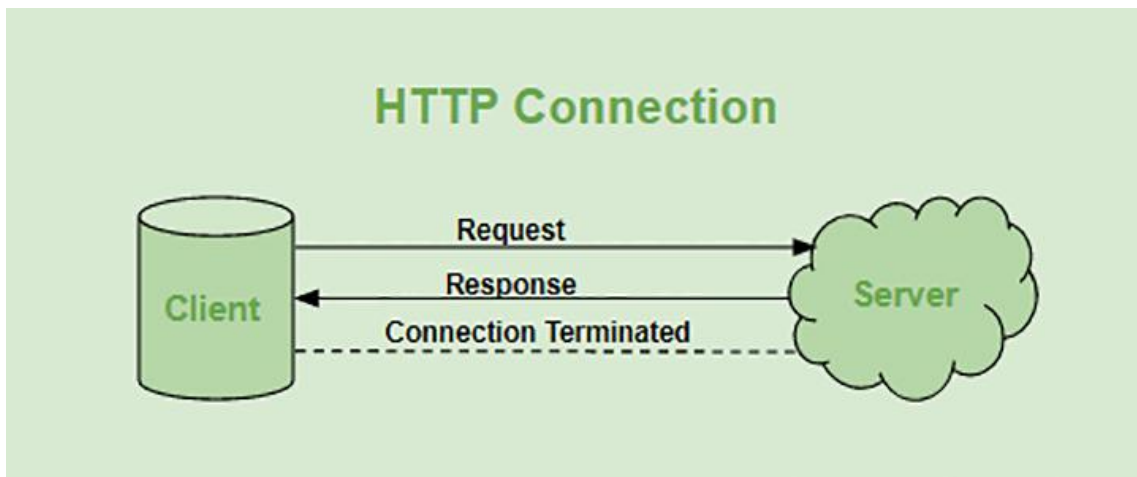 HTTP Connection
Request
Response
Connection Terminated
Client
Server